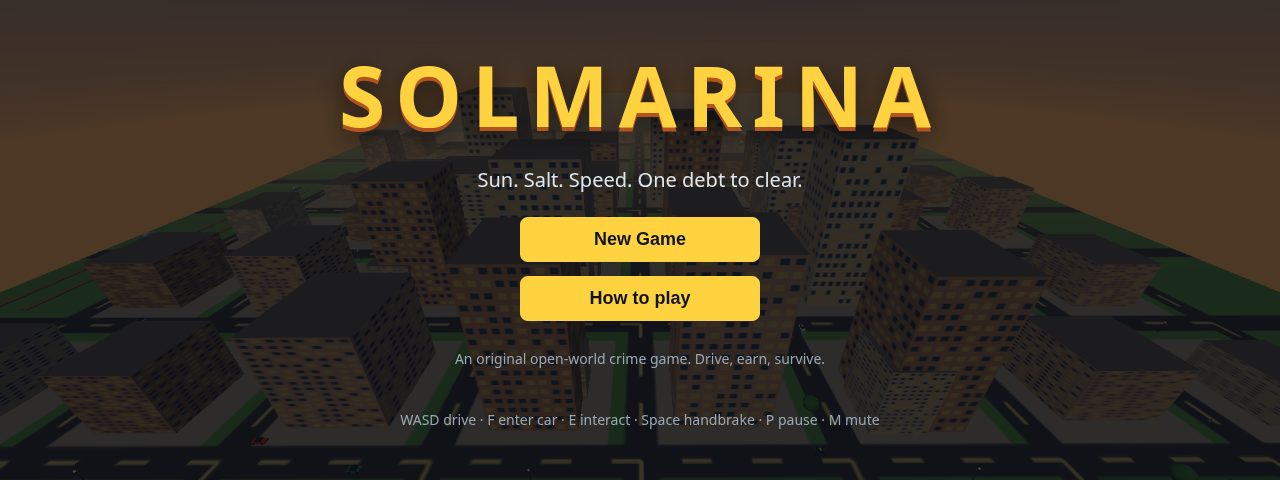 SOLMARINA
Sun. Salt. Speed. One debt to clear.
New Game
How to play
An original open-world crime game. Drive, earn, survive.
WASD drive · F enter car · E interact · Space handbrake · P pause · M mute